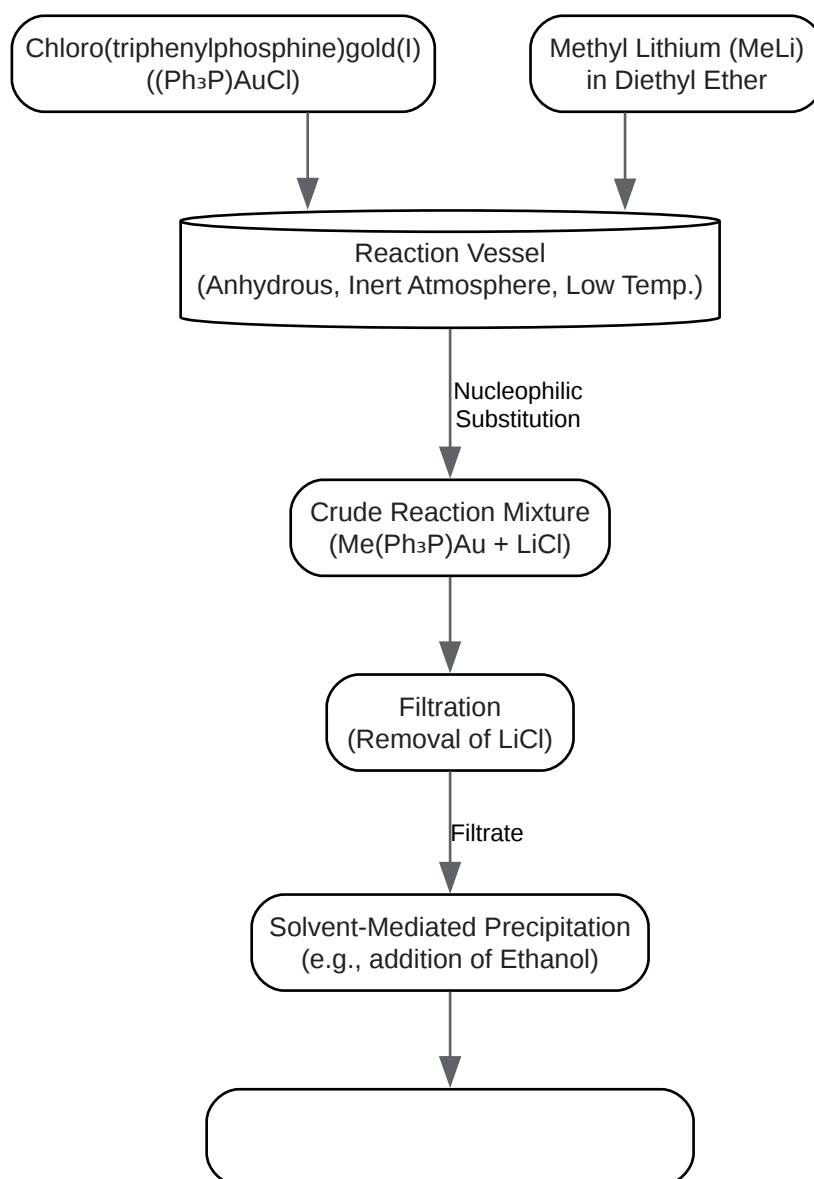 Chloro(triphenylphosphine)gold(I)
((Ph₃P)AuCl)
Methyl Lithium (MeLi)
in Diethyl Ether
Reaction Vessel
(Anhydrous, Inert Atmosphere, Low Temp.)
Nucleophilic
Substitution
Crude Reaction Mixture
(Me(Ph₃P)Au + LiCl)
Filtration
(Removal of LiCl)
Filtrate
Solvent-Mediated Precipitation
(e.g., addition of Ethanol)